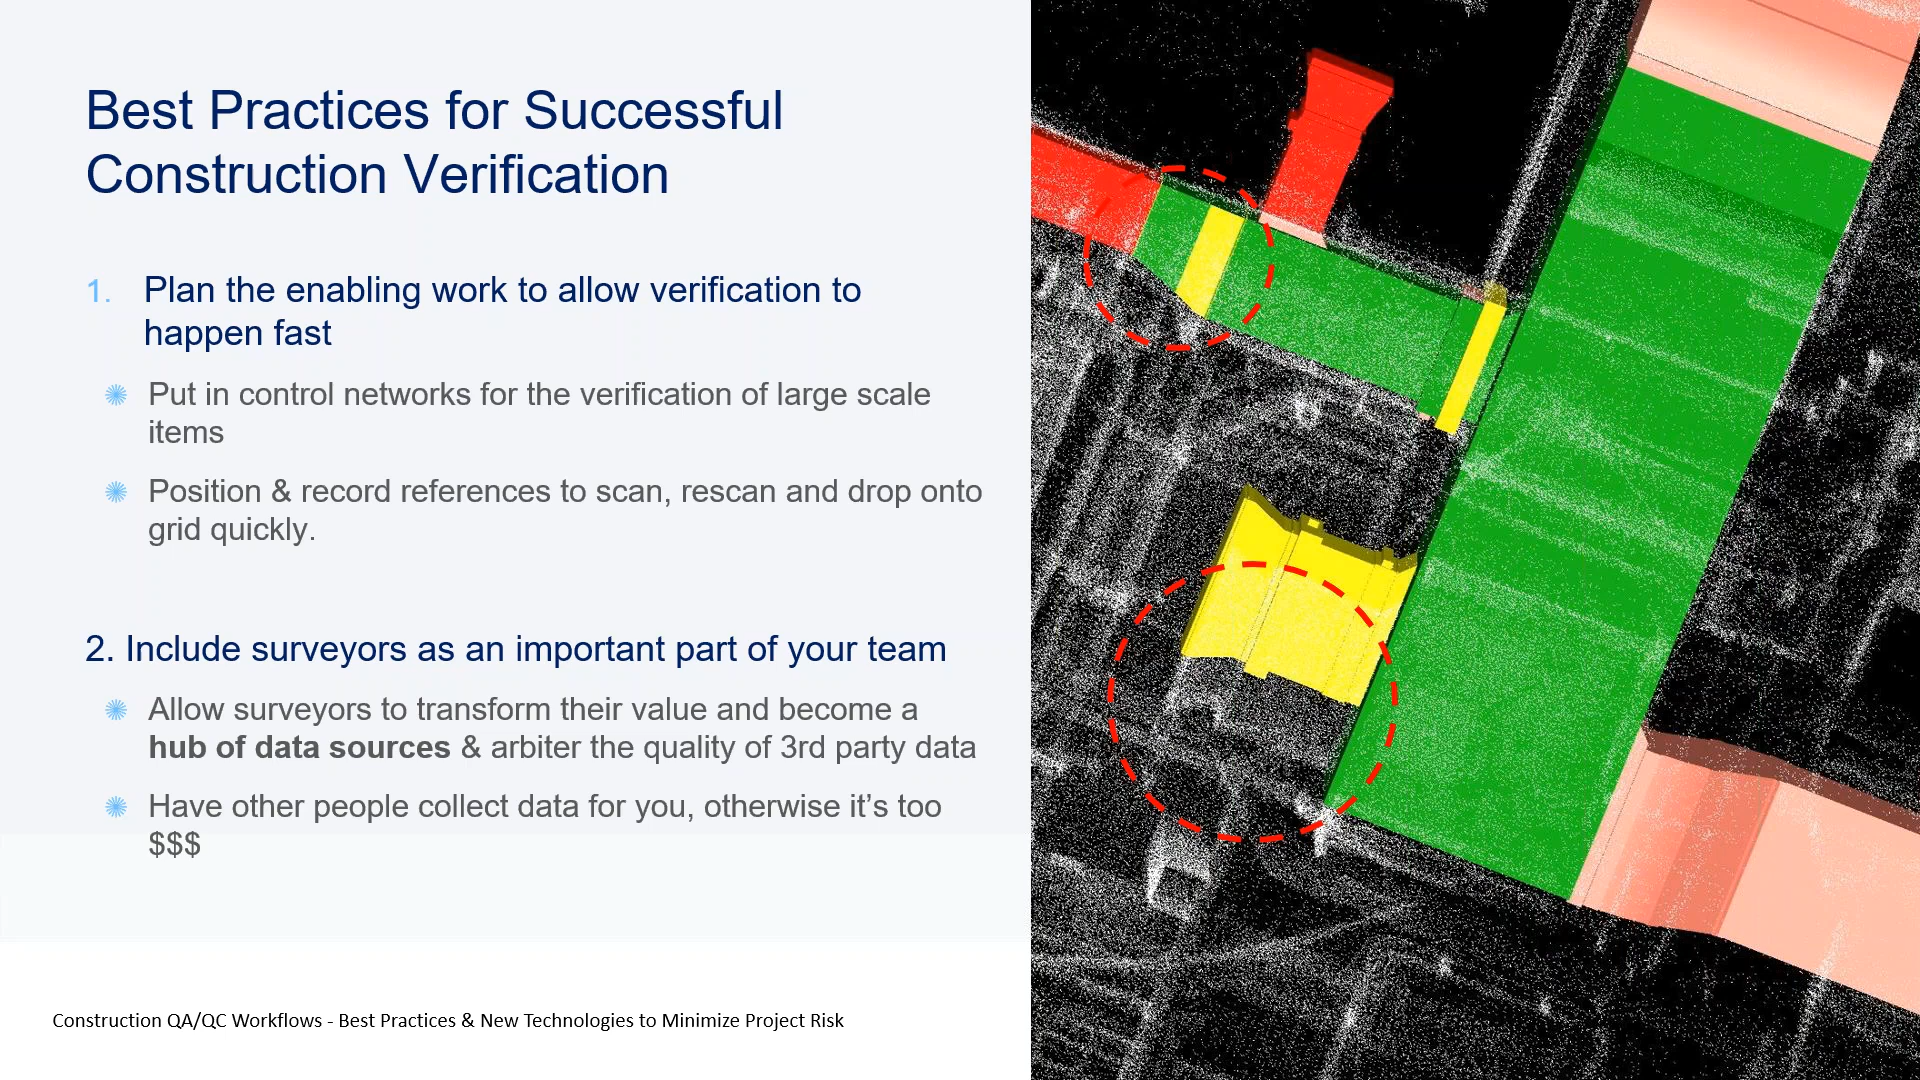 Best Practices for Successful
Construction Verification
1. Plan the enabling work to allow verification to
happen fast
Put in control networks for the verification of large scale
items
Position & record references to scan, rescan and drop onto
grid quickly.
2. Include surveyors as an important part of your team
Allow surveyors to transform their value and become a
hub of data sources & arbiter the quality of 3rd party data
Have other people collect data for you, otherwise it’s too
$$$
Construction QA/QC Workflows - Best Practices & New Technologies to Minimize Project Risk